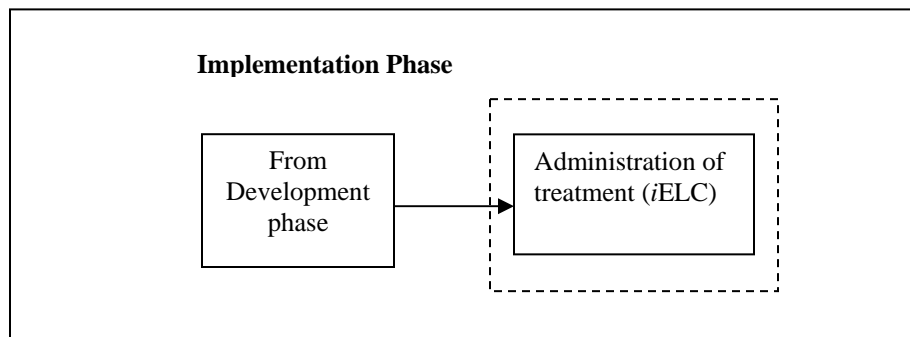 Implementation Phase
From
Development
phase
Administration of
treatment (iELC)